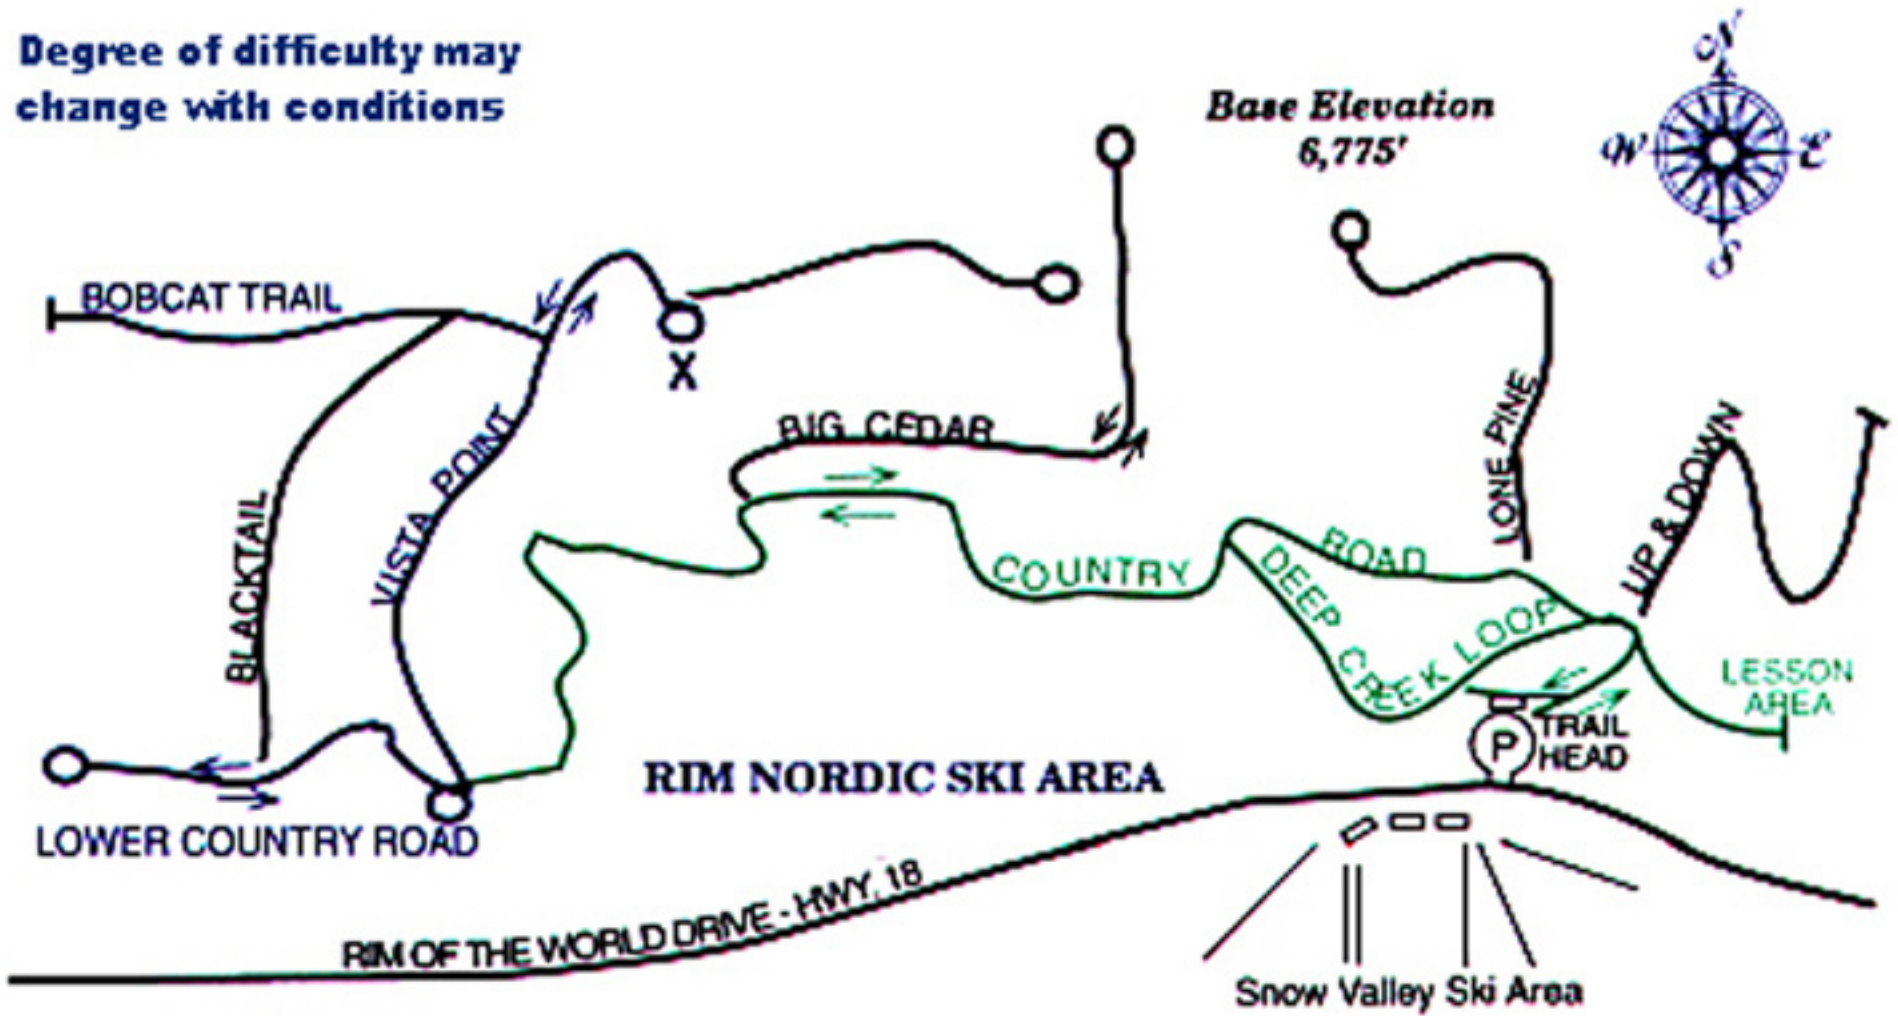 Degree of difficulty may
change with conditions
Base Elevation
6,775'
N
W
E
S
BOBCAT TRAIL
X
BIG CEDAR
LONE PINE
UP & DOWN
VISTA POINT
BLACKTAIL
COUNTRY
ROAD
DEEP CREEK LOOP
LESSON
AREA
P
TRAIL
HEAD
RIM NORDIC SKI AREA
LOWER COUNTRY ROAD
RIM OF THE WORLD DRIVE - HWY. 18
Snow Valley Ski Area